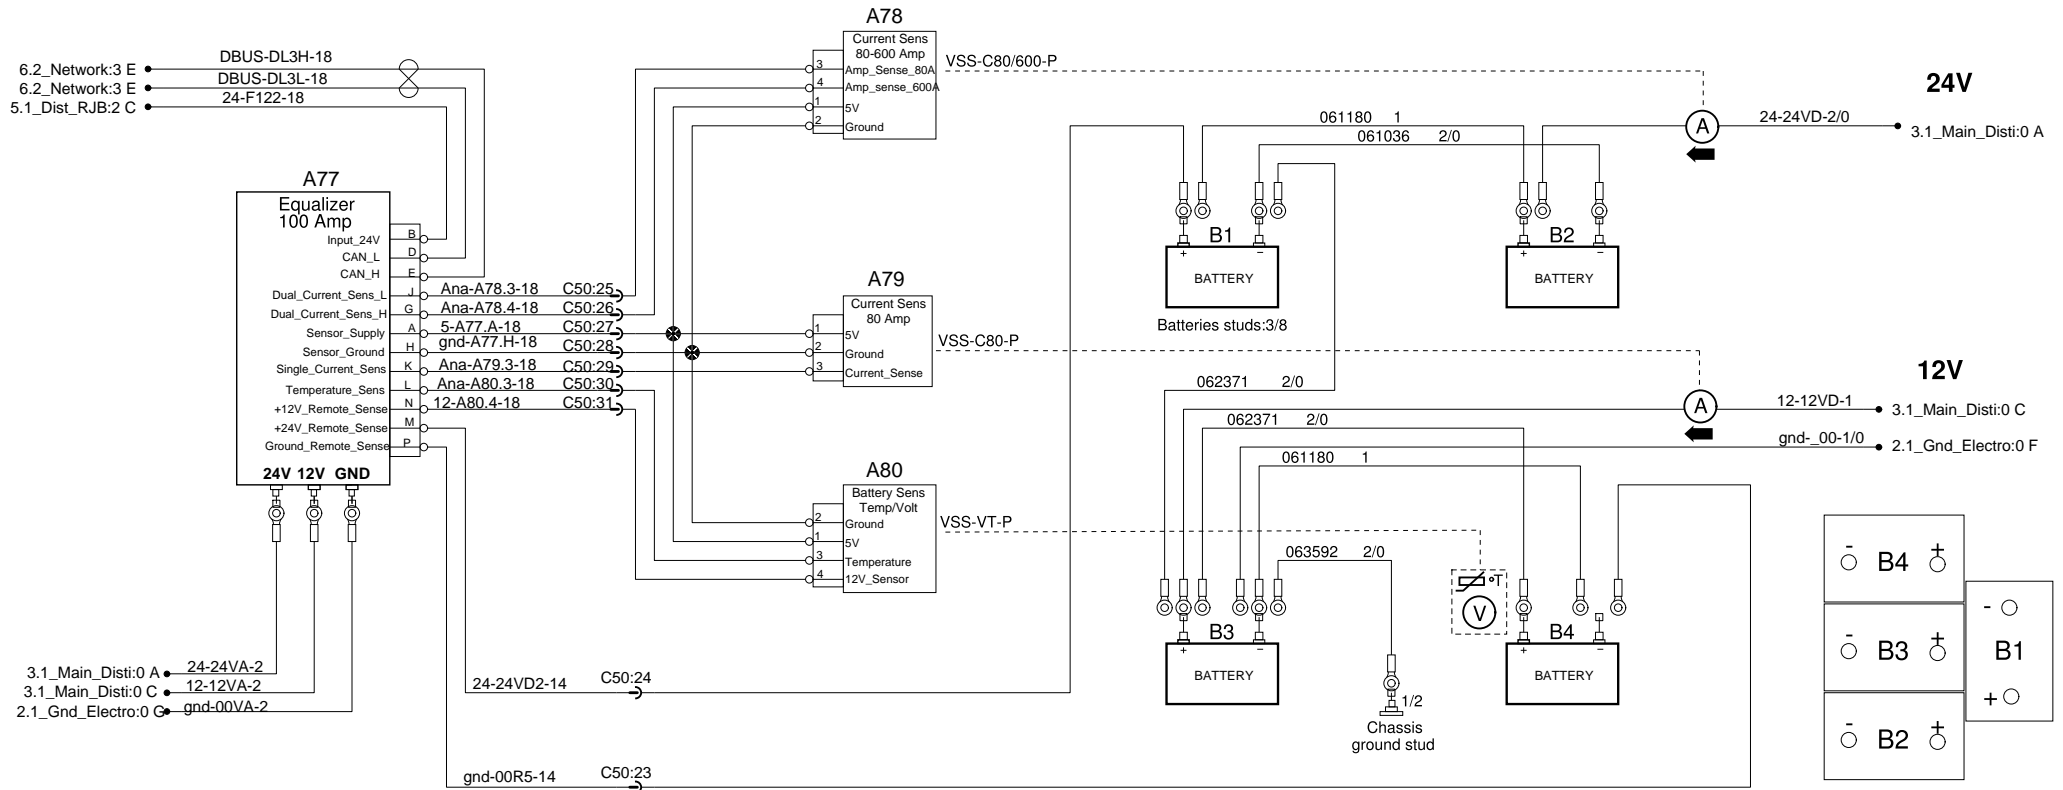 DBUS-DL3H-18
6.2_Network:3 E
DBUS-DL3L-18
6.2_Network:3 E
24-F122-18
5.1_Dist_RJB:2 C
A77
Equalizer
100 Amp
Input_24V B
CAN_L D
CAN_H E
Dual_Current_Sens_L J Ana-A78.3-18 C50:25
Dual_Current_Sens_H G Ana-A78.4-18 C50:26
Sensor_Supply A 5-A77.A-18 C50:27
Sensor_Ground H gnd-A77.H-18 C50:28
Single_Current_Sens K Ana-A79.3-18 C50:29
Temperature_Sens L Ana-A80.3-18 C50:30
+12V_Remote_Sense N 12-A80.4-18 C50:31
+24V_Remote_Sense M
Ground_Remote_Sense P
24V 12V GND
3.1_Main_Disti:0 A 24-24VA-2
3.1_Main_Disti:0 C 12-12VA-2
2.1_Gnd_Electro:0 G gnd-00VA-2
24-24VD2-14 C50:24
gnd-00R5-14 C50:23
A78
Current Sens
80-600 Amp
3 Amp_Sense_80A
4 Amp_sense_600A
1 5V
2 Ground
VSS-C80/600-P
A79
Current Sens
80 Amp
1 5V
2 Ground
3 Current_Sense
VSS-C80-P
A80
Battery Sens
Temp/Volt
2 Ground
1 5V
3 Temperature
4 12V_Sensor
VSS-VT-P
24V
061180 1
061036 2/0
A
24-24VD-2/0
3.1_Main_Disti:0 A
B1
+ −
BATTERY
B2
+ −
BATTERY
Batteries studs:3/8
12V
062371 2/0
A
12-12VD-1
3.1_Main_Disti:0 C
062371 2/0
gnd-_00-1/0
2.1_Gnd_Electro:0 F
061180 1
063592 2/0
°T
V
B3
+ −
BATTERY
B4
+ −
BATTERY
1/2
Chassis
ground stud
- B4 +
- B3 +
- B2 +
-
B1
+